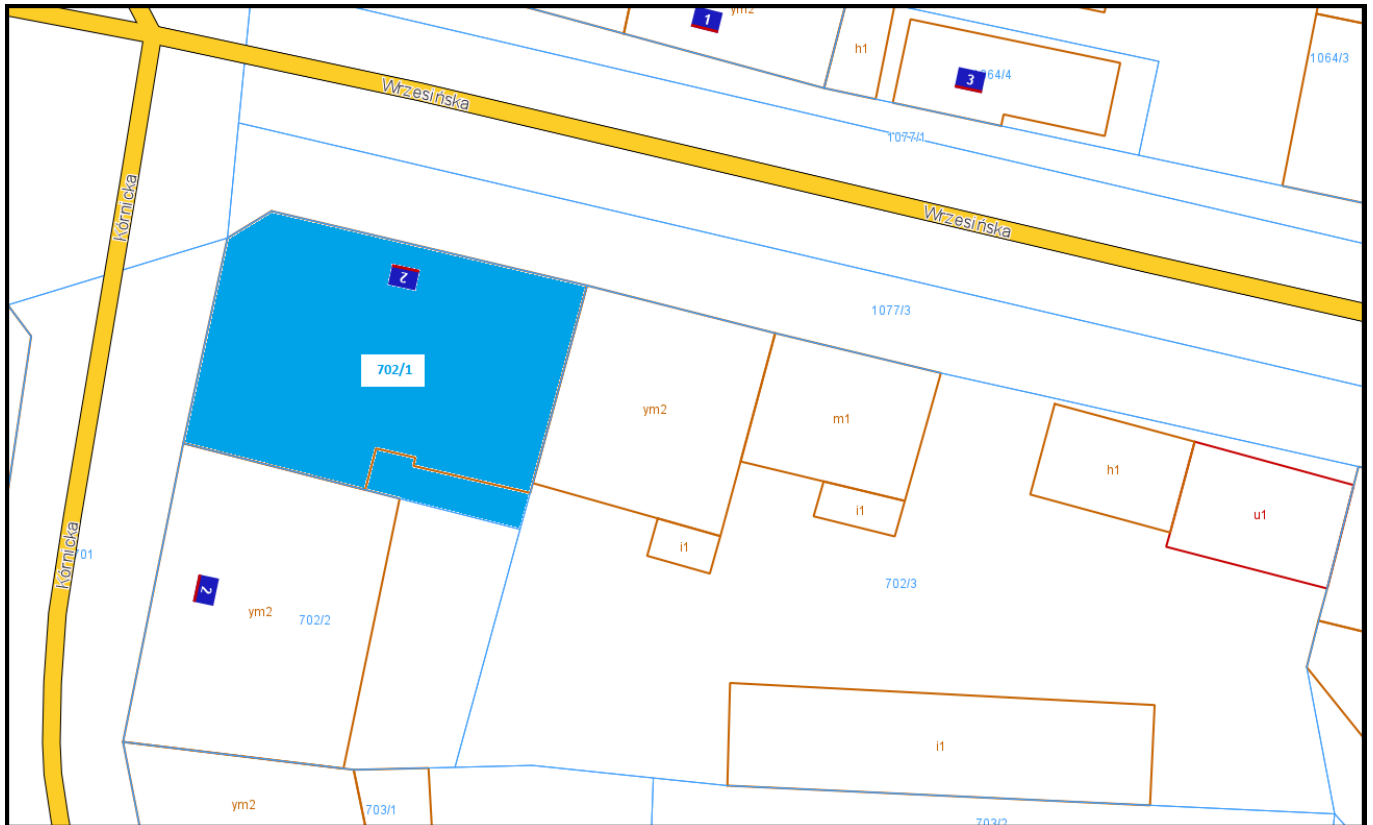 1
ym2
h1
3
1064/4
1064/3
Wrzesińska
1077/1
Kórnicka
Wrzesińska
2
1077/3
702/1
ym2
m1
h1
i1
u1
i1
Kórnicka
701
702/3
2
ym2
702/2
i1
ym2
703/1
703/2